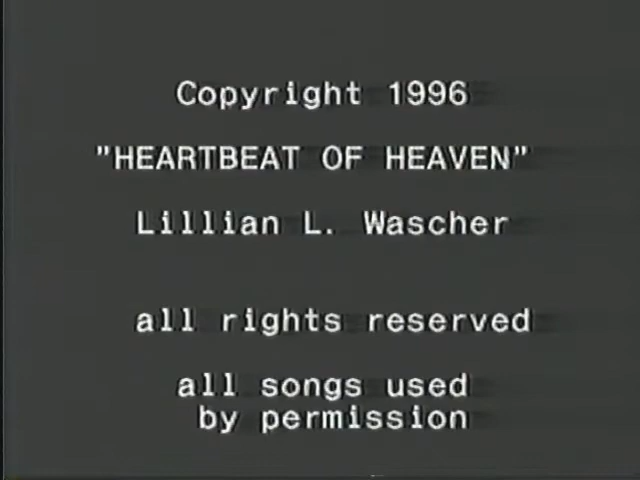 Copyright 1996
"HEARTBEAT OF HEAVEN"
Lillian L. Wascher
all rights reserved
all songs used
by permission